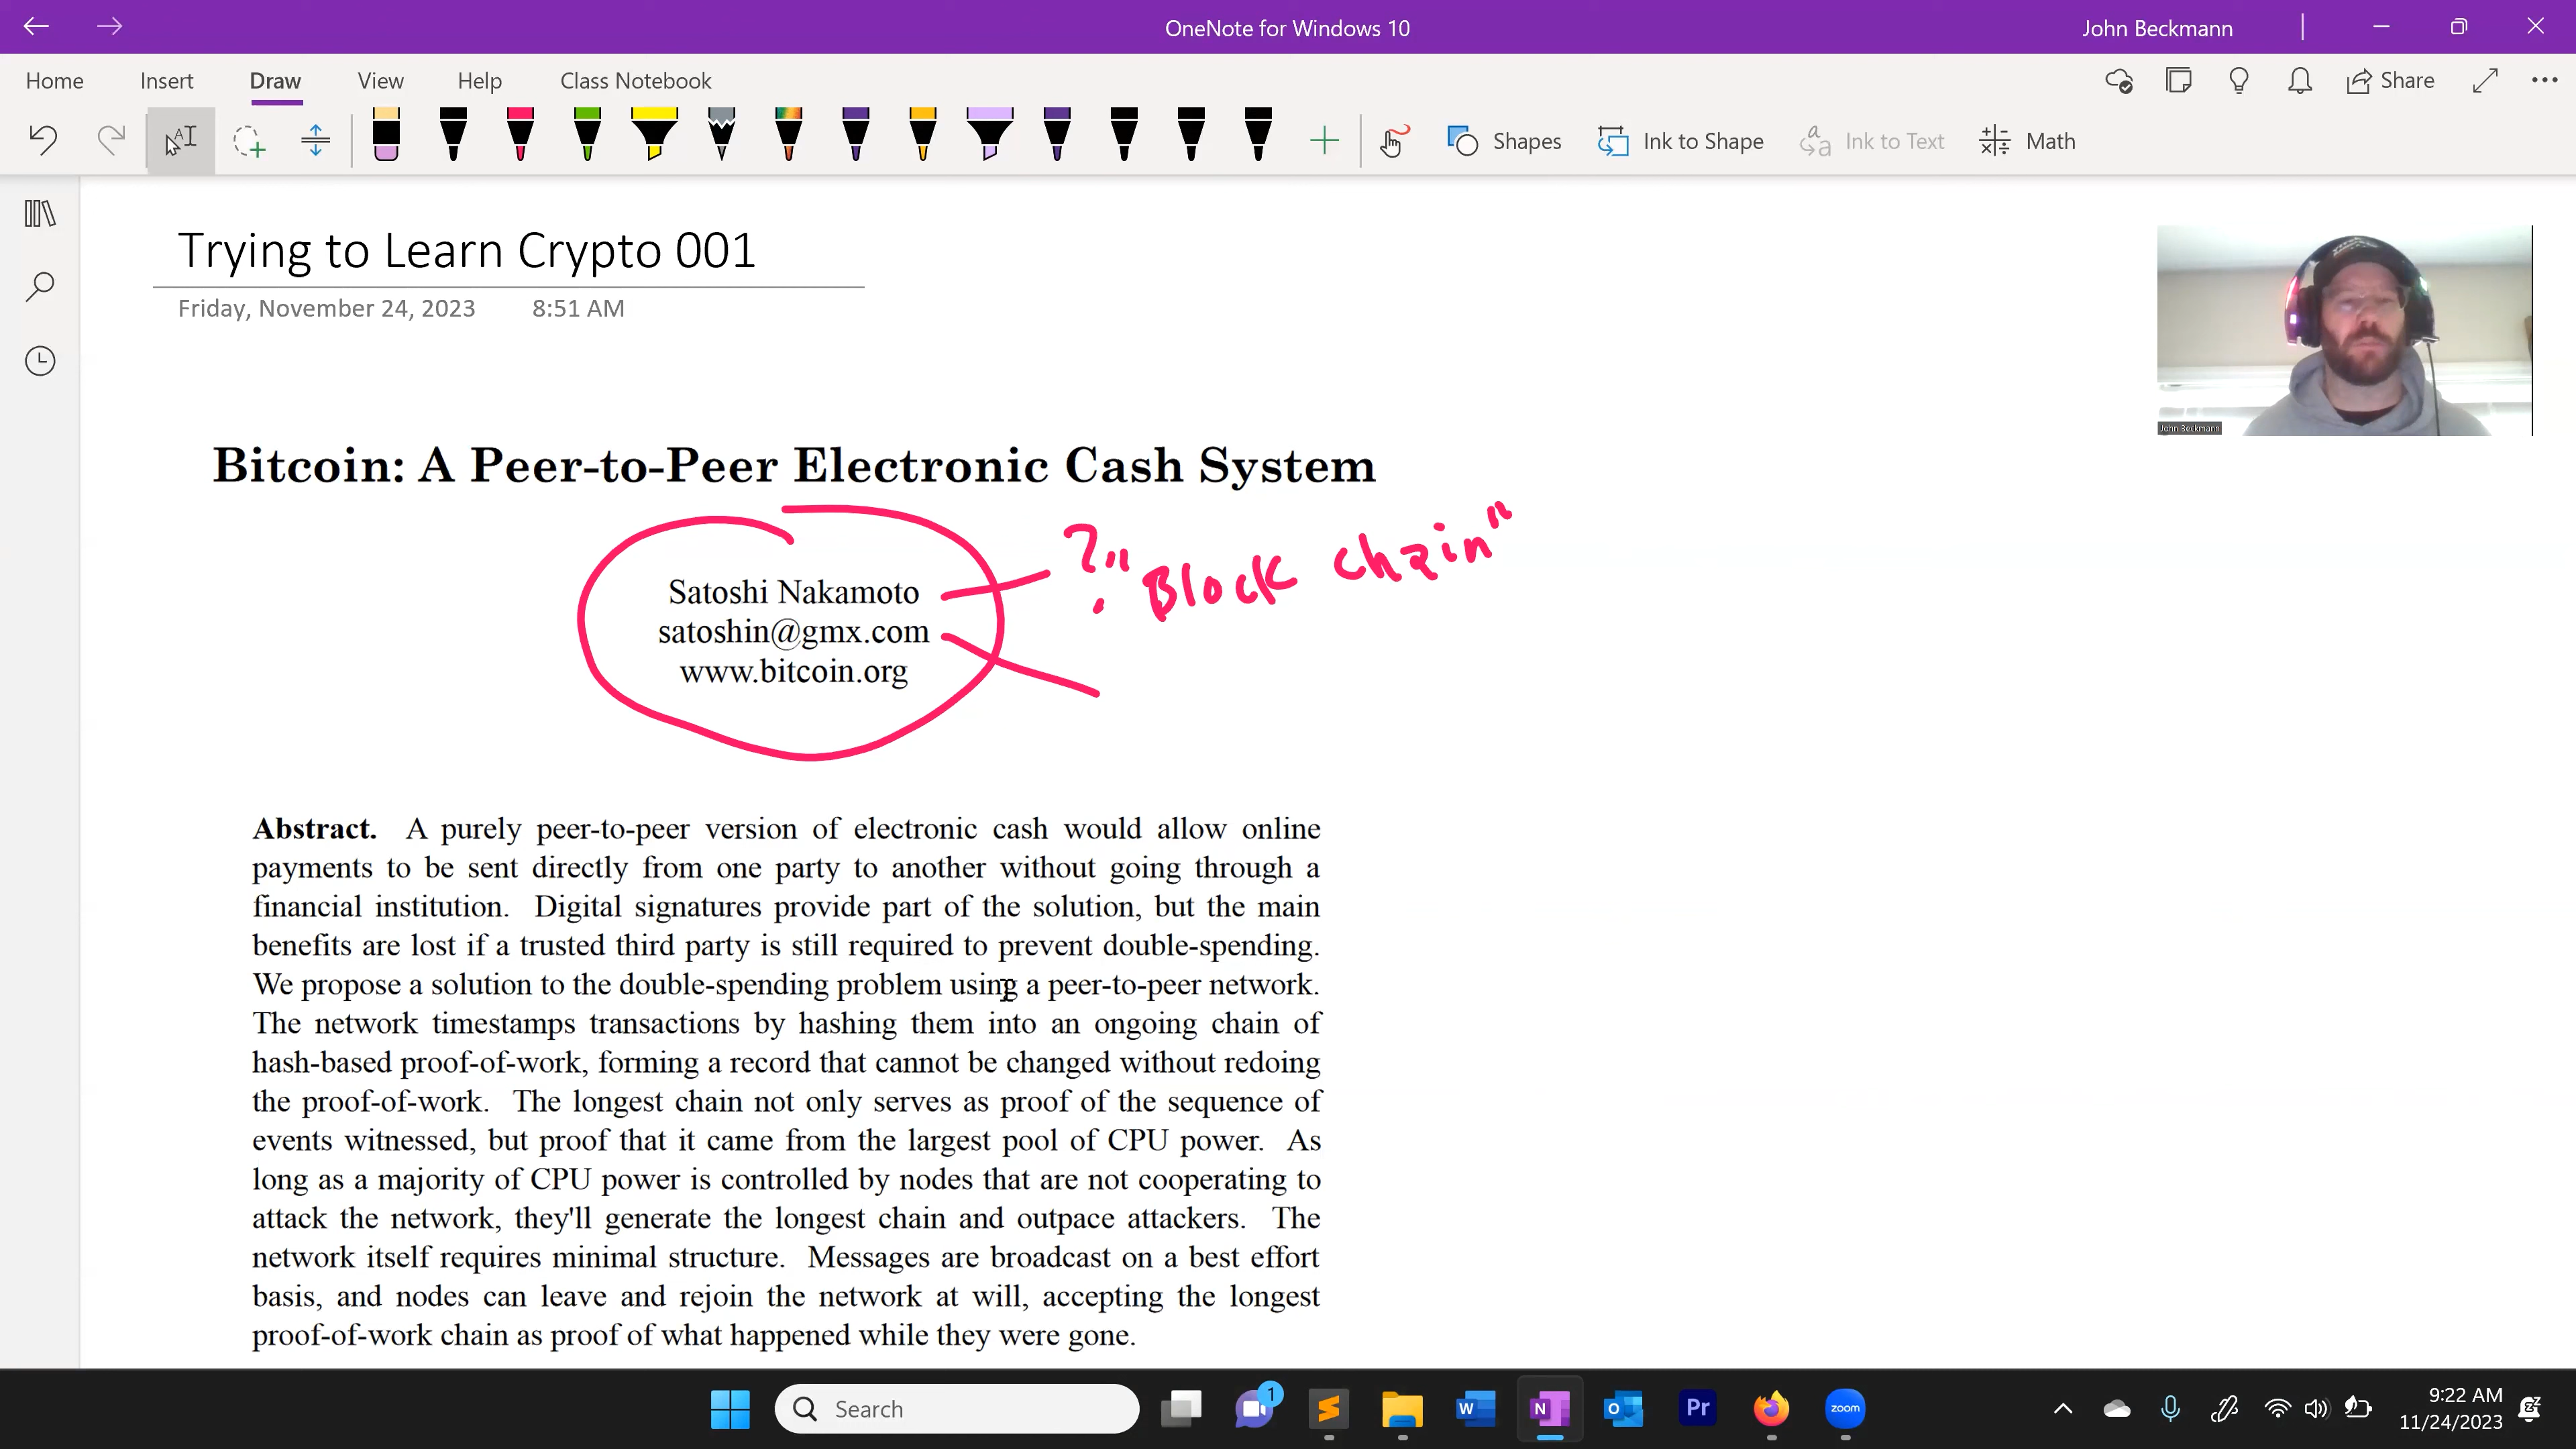 OneNote for Windows 10
John Beckmann
Home Insert Draw View Help Class Notebook
Share
Shapes Ink to Shape Ink to Text Math
Trying to Learn Crypto 001
Friday, November 24, 2023 8:51 AM
John Beckmann
Bitcoin: A Peer-to-Peer Electronic Cash System
? "Block Chain"
Satoshi Nakamoto
satoshin@gmx.com
www.bitcoin.org
Abstract. A purely peer-to-peer version of electronic cash would allow online
payments to be sent directly from one party to another without going through a
financial institution. Digital signatures provide part of the solution, but the main
benefits are lost if a trusted third party is still required to prevent double-spending.
We propose a solution to the double-spending problem using a peer-to-peer network.
The network timestamps transactions by hashing them into an ongoing chain of
hash-based proof-of-work, forming a record that cannot be changed without redoing
the proof-of-work. The longest chain not only serves as proof of the sequence of
events witnessed, but proof that it came from the largest pool of CPU power. As
long as a majority of CPU power is controlled by nodes that are not cooperating to
attack the network, they'll generate the longest chain and outpace attackers. The
network itself requires minimal structure. Messages are broadcast on a best effort
basis, and nodes can leave and rejoin the network at will, accepting the longest
proof-of-work chain as proof of what happened while they were gone.
Search
1
W
N
O
Pr
zoom
9:22 AM
11/24/2023